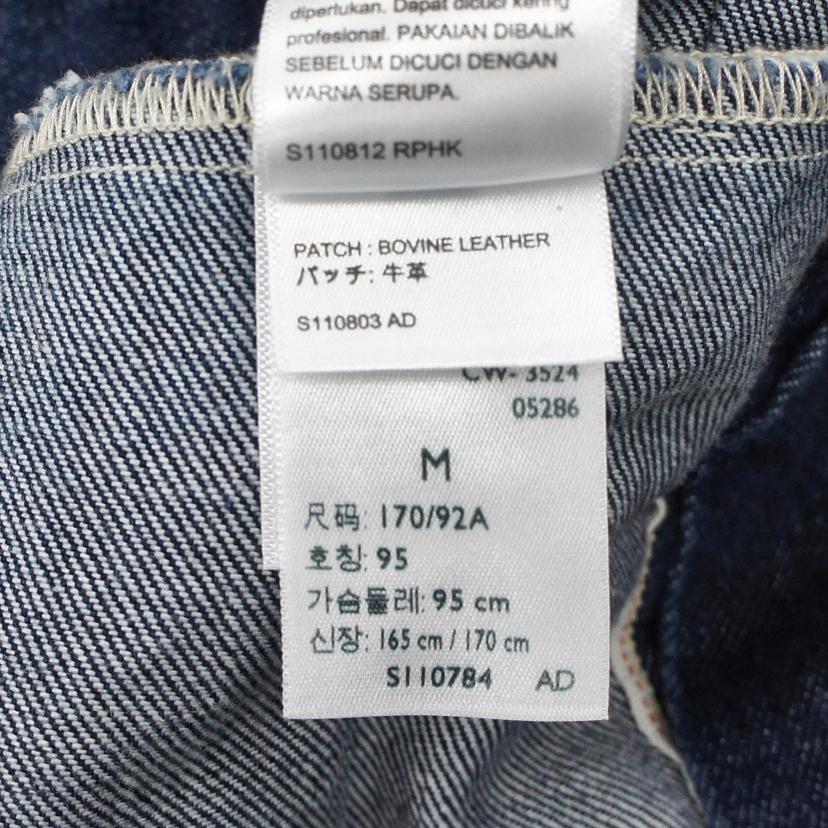 diperlukan. Dapat dicuci kering
profesional. PAKAIAN DIBALIK
SEBELUM DICUCI DENGAN
WARNA SERUPA.
S110812 RPHK
PATCH : BOVINE LEATHER
パッチ: 牛革
S110803 AD
CW- 3524
05286
M
尺码: 170/92A
호칭: 95
가슴둘레: 95 cm
신장: 165 cm / 170 cm
S110784 AD